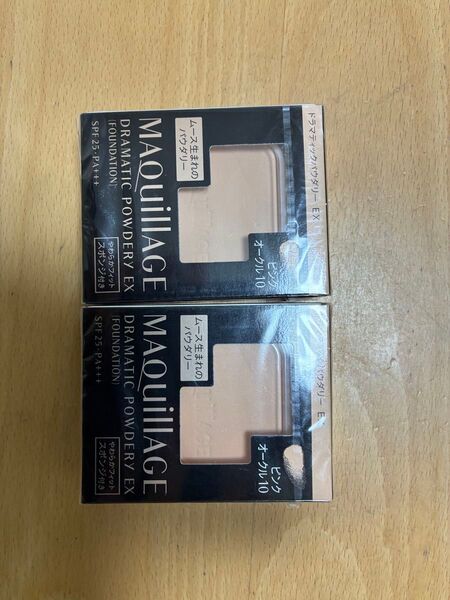 ドラマティックパウダリー EX
ムース生まれの
パウダリー
ピンク
オークル10
MAQuillAGE
DRAMATIC POWDERY EX
(FOUNDATION)
SPF25・PA+++
やわらかフィット
スポンジ付き
パウダリー E
ムース生まれの
パウダリー
ピンク
オークル10
MAQuillAGE
DRAMATIC POWDERY EX
(FOUNDATION)
SPF25・PA+++
やわらかフィット
スポンジ付き